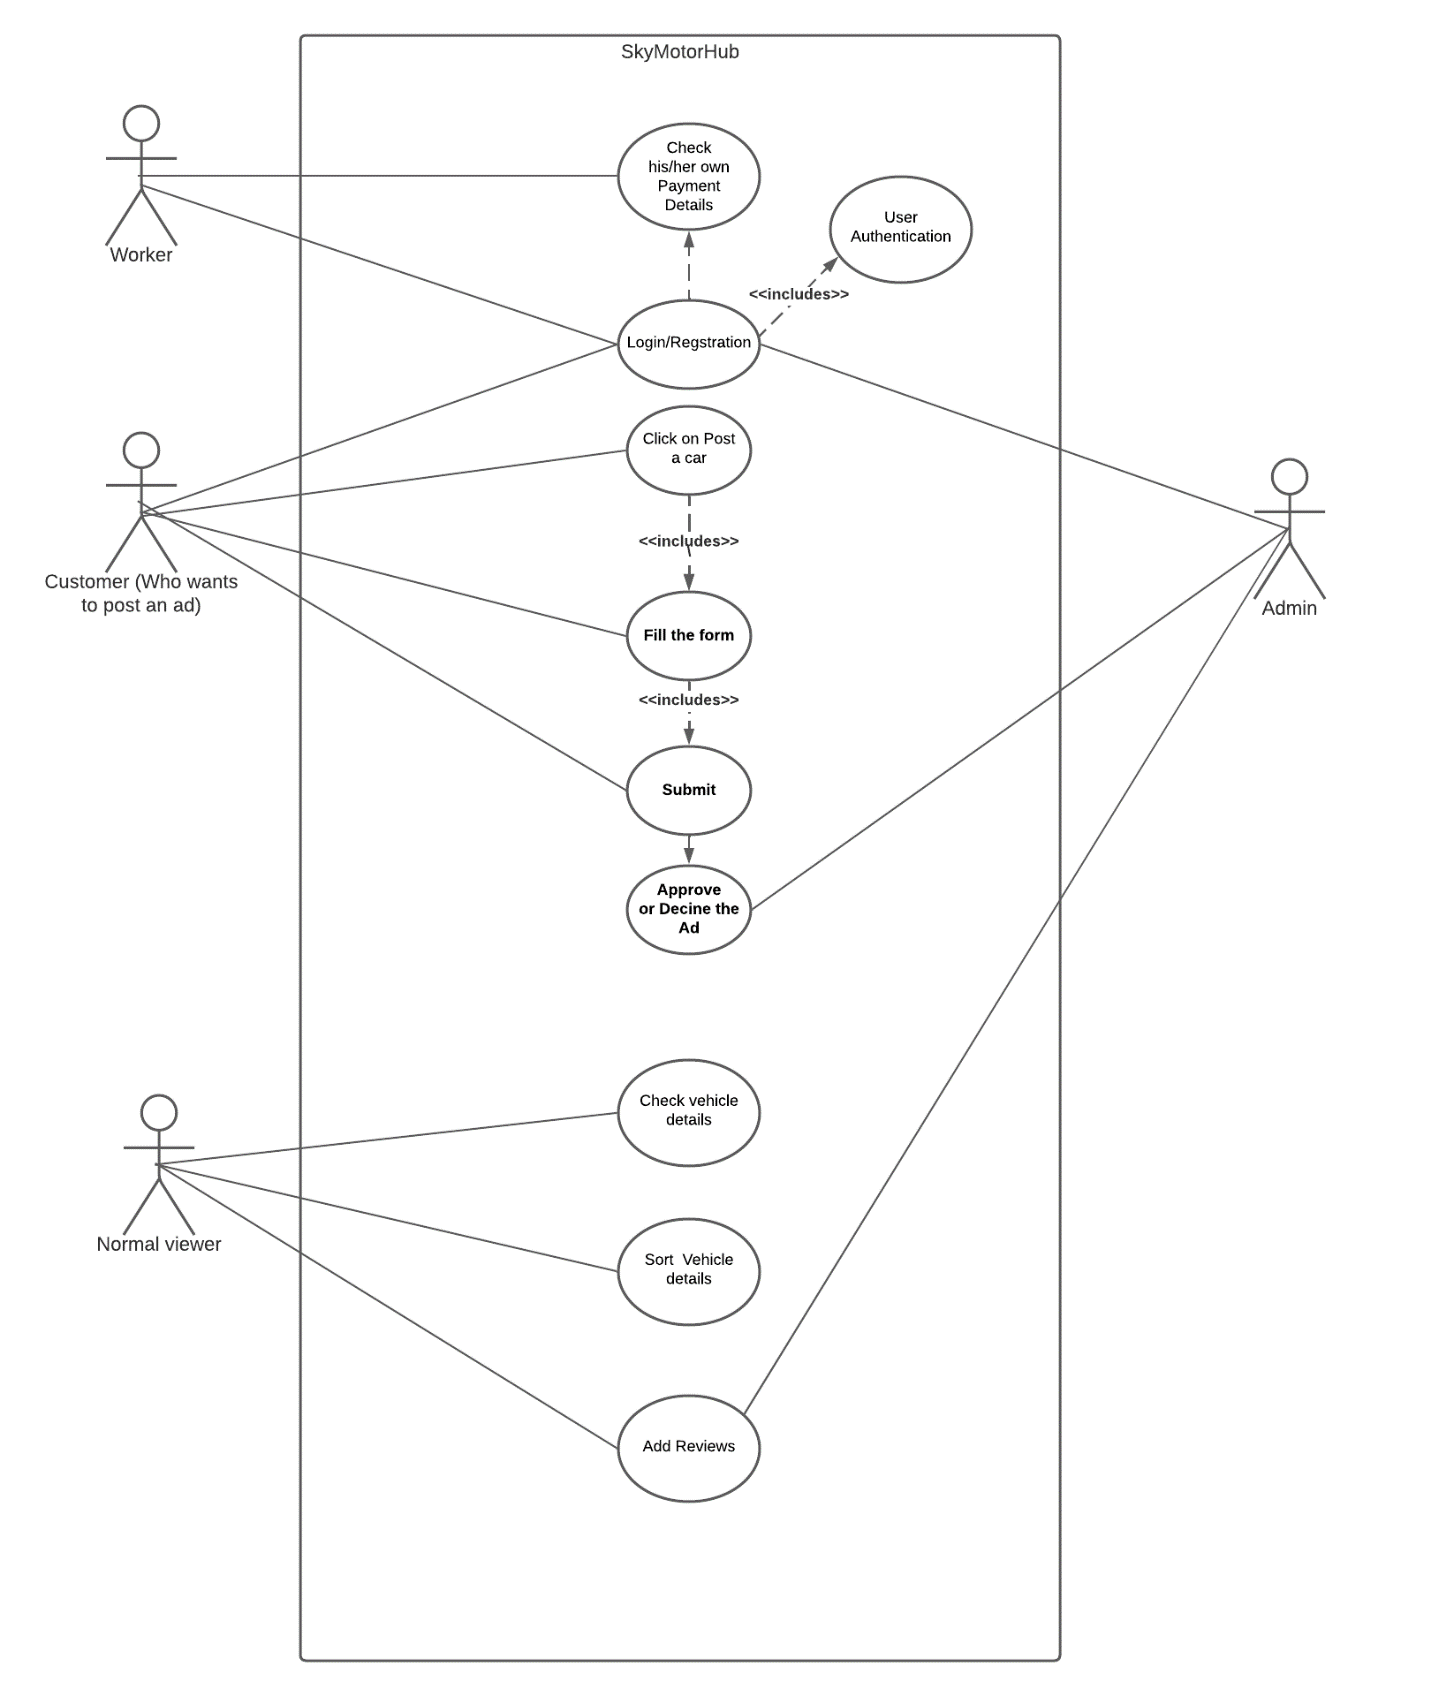 SkyMotorHub
Check
his/her own
Payment
Details
Worker
User
Authentication
<<includes>>
Login/Regstration
Click on Post
a car
<<includes>>
Customer (Who wants
to post an ad)
Admin
Fill the form
<<includes>>
Submit
Approve
or Decine the
Ad
Check vehicle
details
Normal viewer
Sort  Vehicle
details
Add Reviews